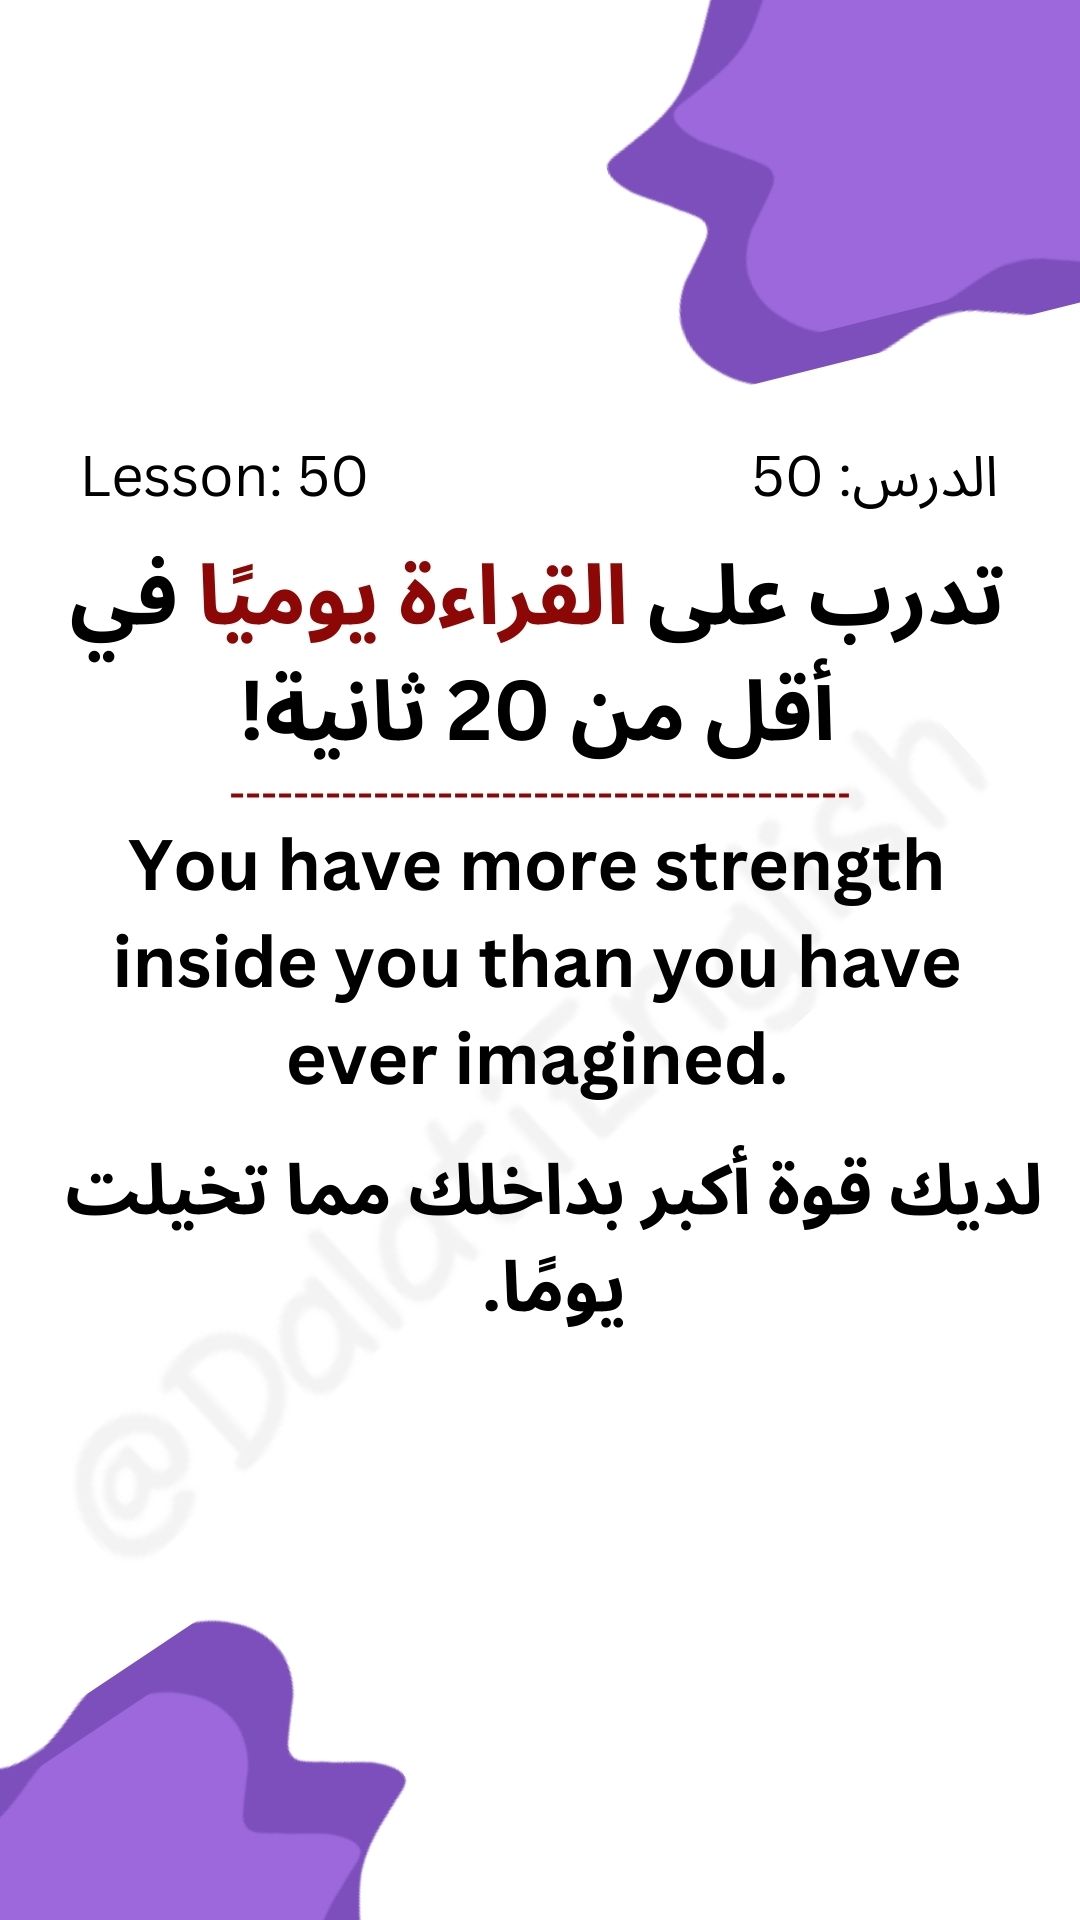 Lesson: 50
الدرس: 50
تدرب على القراءة يوميًا في
أقل من 20 ثانية!
---------------------------------------
You have more strength
inside you than you have
ever imagined.
لديك قوة أكبر بداخلك مما تخيلت
يومًا.
@DalatiEnglish